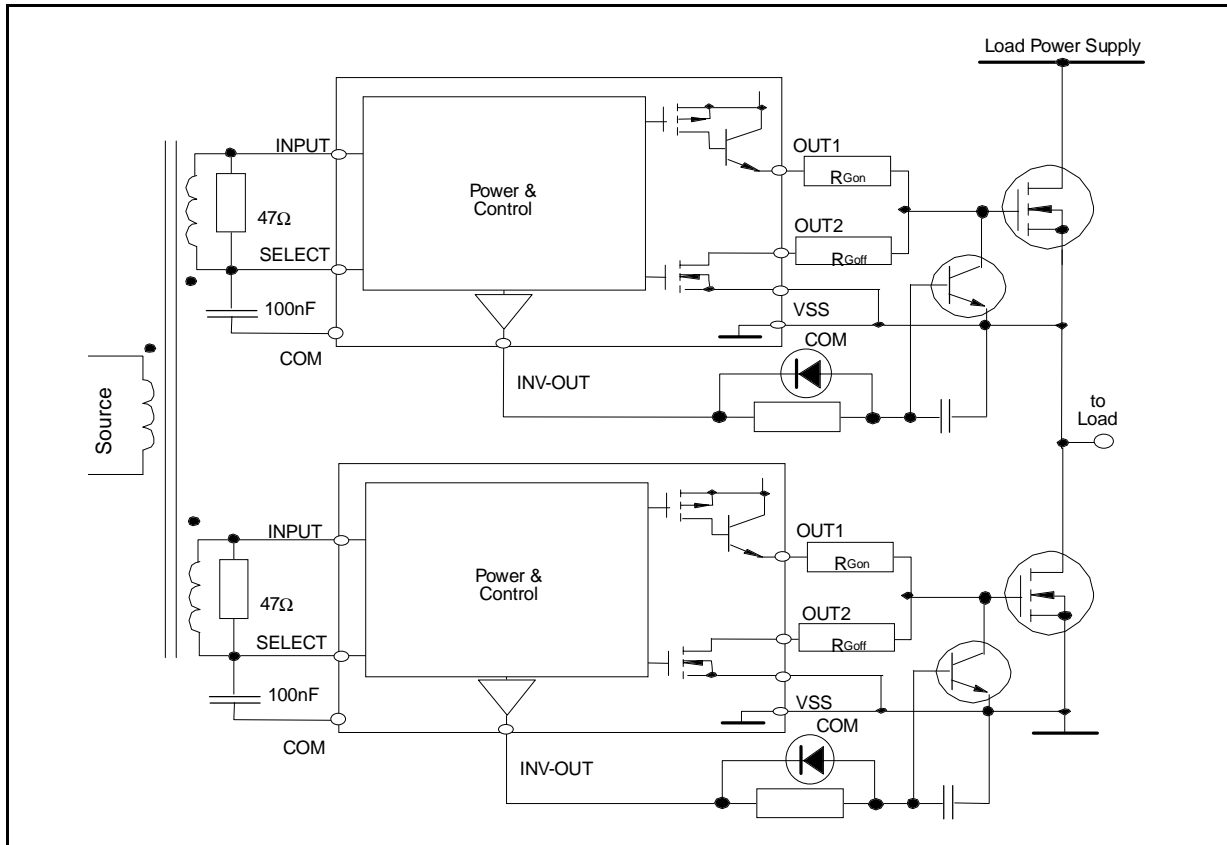 Load Power Supply
INPUT
47Ω
SELECT
100nF
COM
Power &
Control
OUT1
RGon
OUT2
RGoff
VSS
COM
INV-OUT
Source
to
Load
INPUT
47Ω
SELECT
100nF
COM
Power &
Control
OUT1
RGon
OUT2
RGoff
VSS
COM
INV-OUT